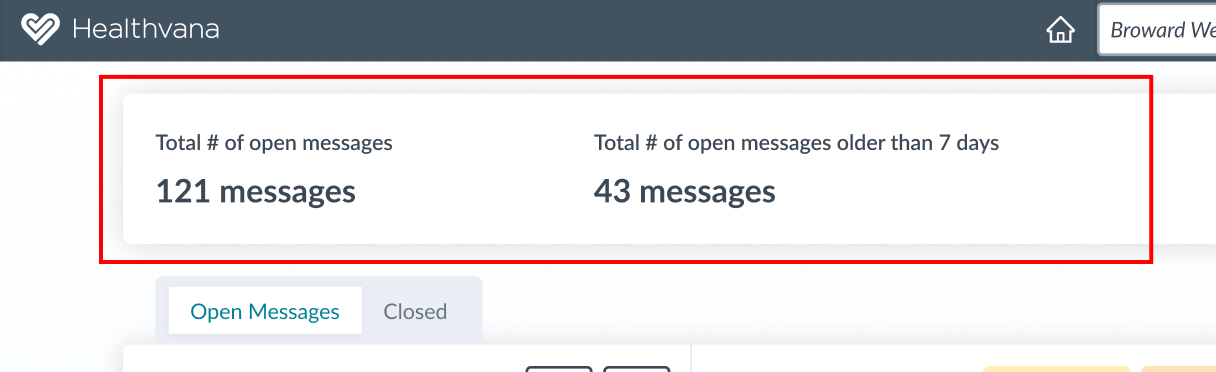 Healthvana
Broward We
Total # of open messages
Total # of open messages older than 7 days
121 messages
43 messages
Open Messages
Closed